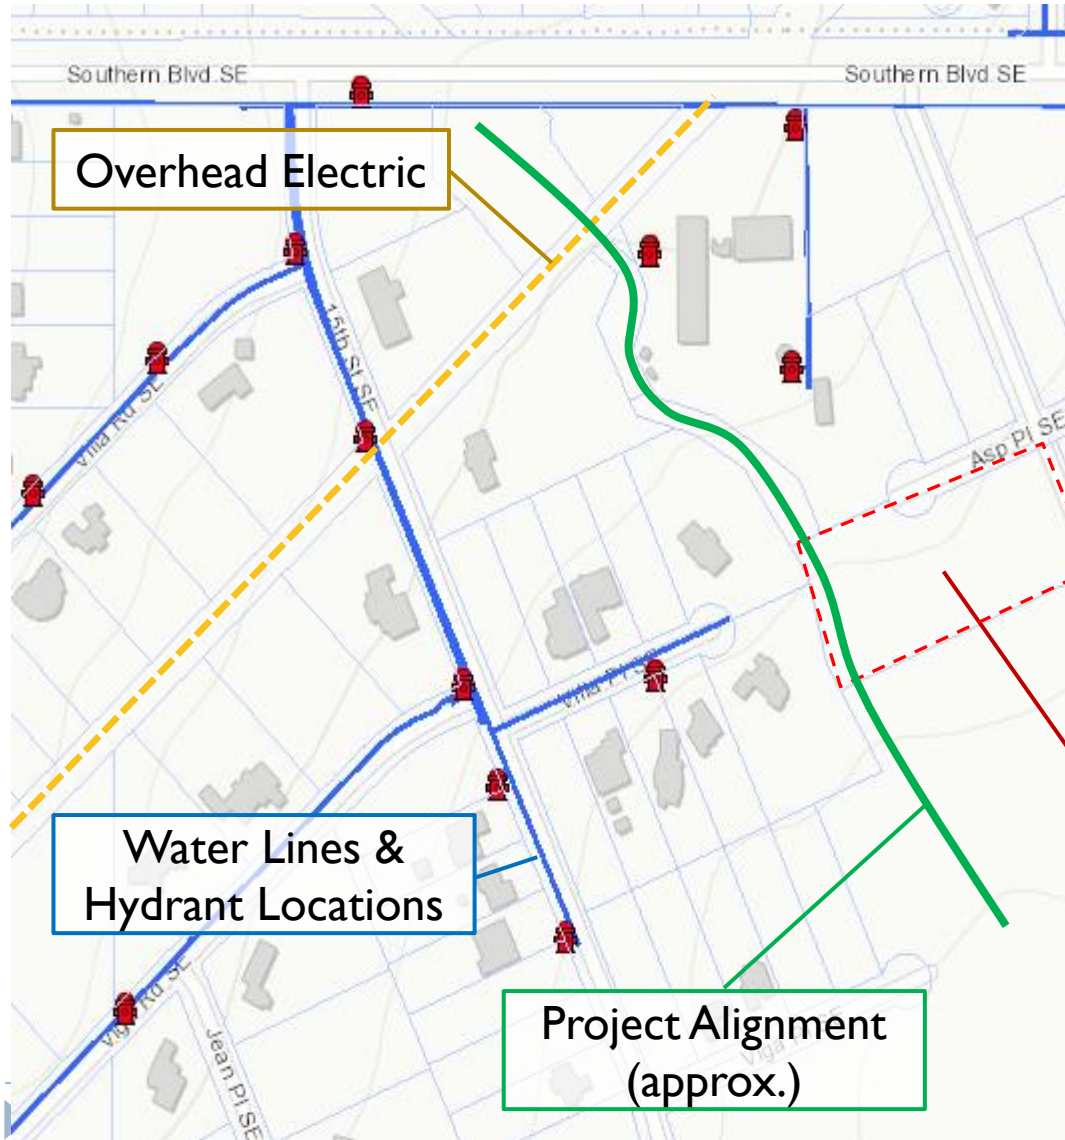 Southern Blvd SE
Southern Blvd SE
Overhead Electric
15th St SE
Villa Rd SE
Asp Pl SE
Villa Pl SE
Water Lines &
Hydrant Locations
Rd SE
Jean Pl SE
Project Alignment
(approx.)